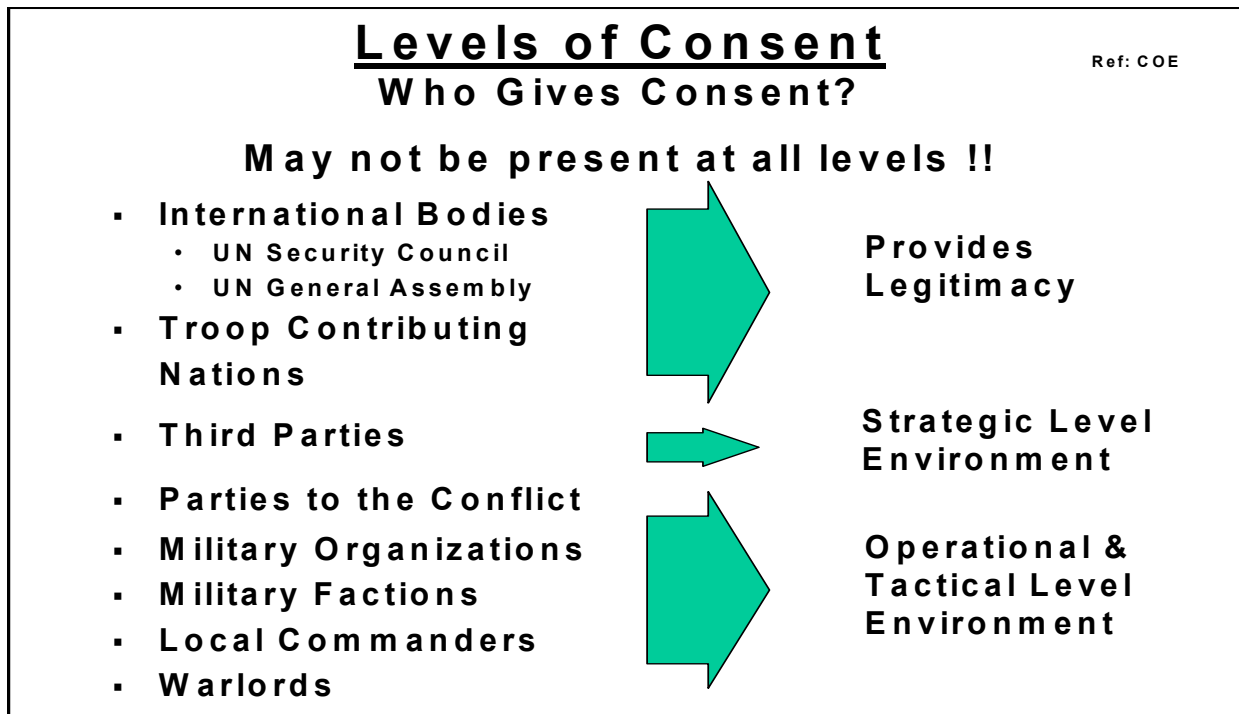 Levels of Consent
Ref: COE
Who Gives Consent?
May not be present at all levels !!
▪ International Bodies
• UN Security Council
• UN General Assembly
▪ Troop Contributing
Nations
▪ Third Parties
▪ Parties to the Conflict
▪ Military Organizations
▪ Military Factions
▪ Local Commanders
▪ Warlords
Provides
Legitimacy
Strategic Level
Environment
Operational &
Tactical Level
Environment